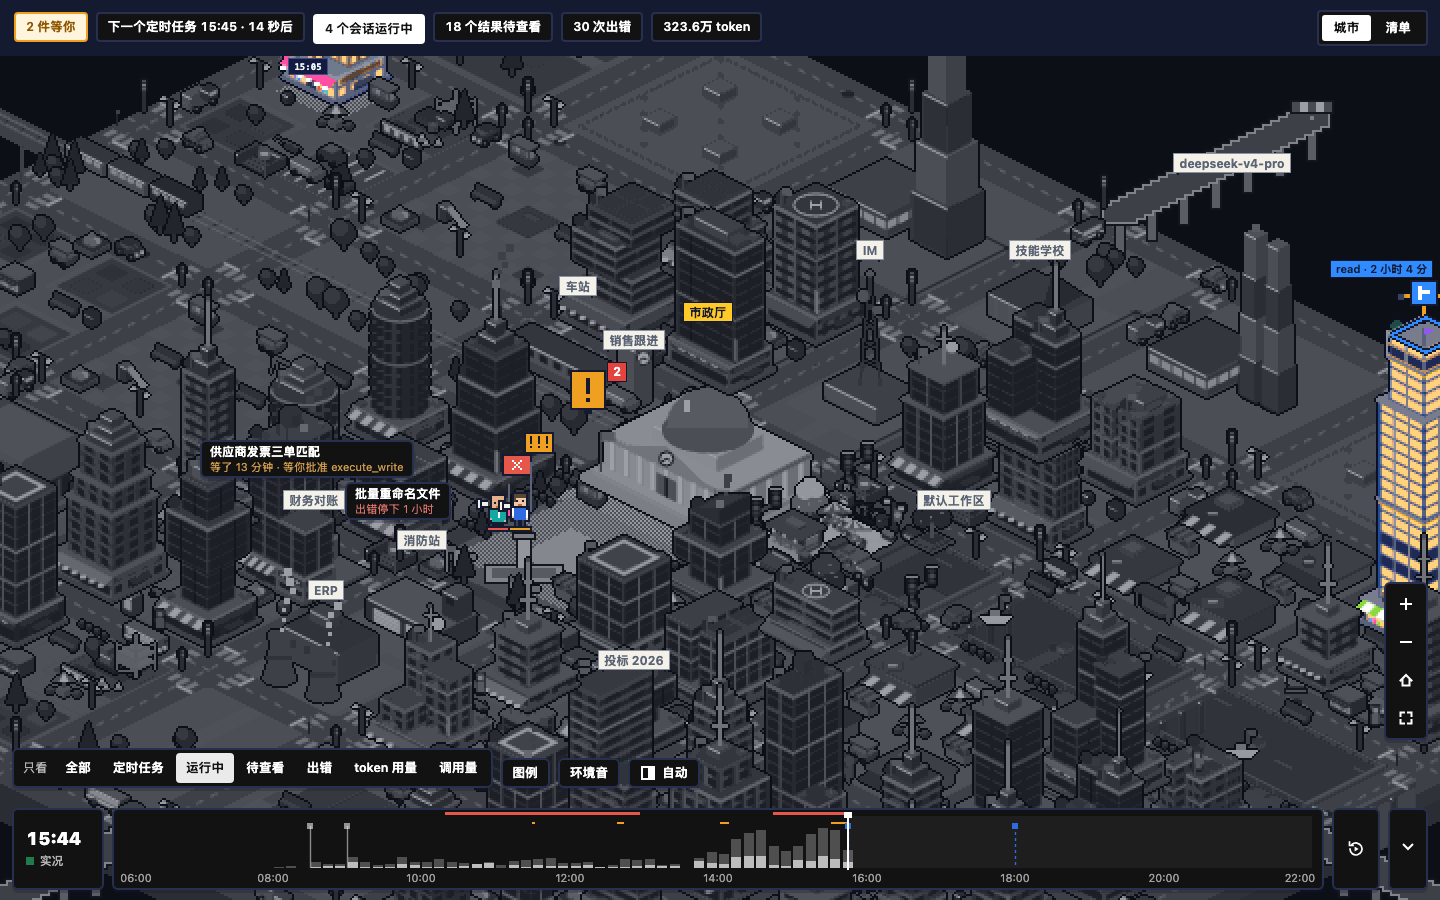 2 件等你
下一个定时任务 15:45 · 14 秒后
4 个会话运行中
18 个结果待查看
30 次出错
323.6万 token
城市
清单
15:05
deepseek-v4-pro
IM
技能学校
read · 2 小时 4 分
车站
市政厅
销售跟进
2
!
!!!
供应商发票三单匹配
等了 13 分钟 · 等你批准 execute_write
财务对账
批量重命名文件
出错停下 1 小时
默认工作区
消防站
ERP
投标 2026
只看
全部
定时任务
运行中
待查看
出错
token 用量
调用量
图例
环境音
自动
15:44
实况
06:00
08:00
10:00
12:00
14:00
16:00
18:00
20:00
22:00